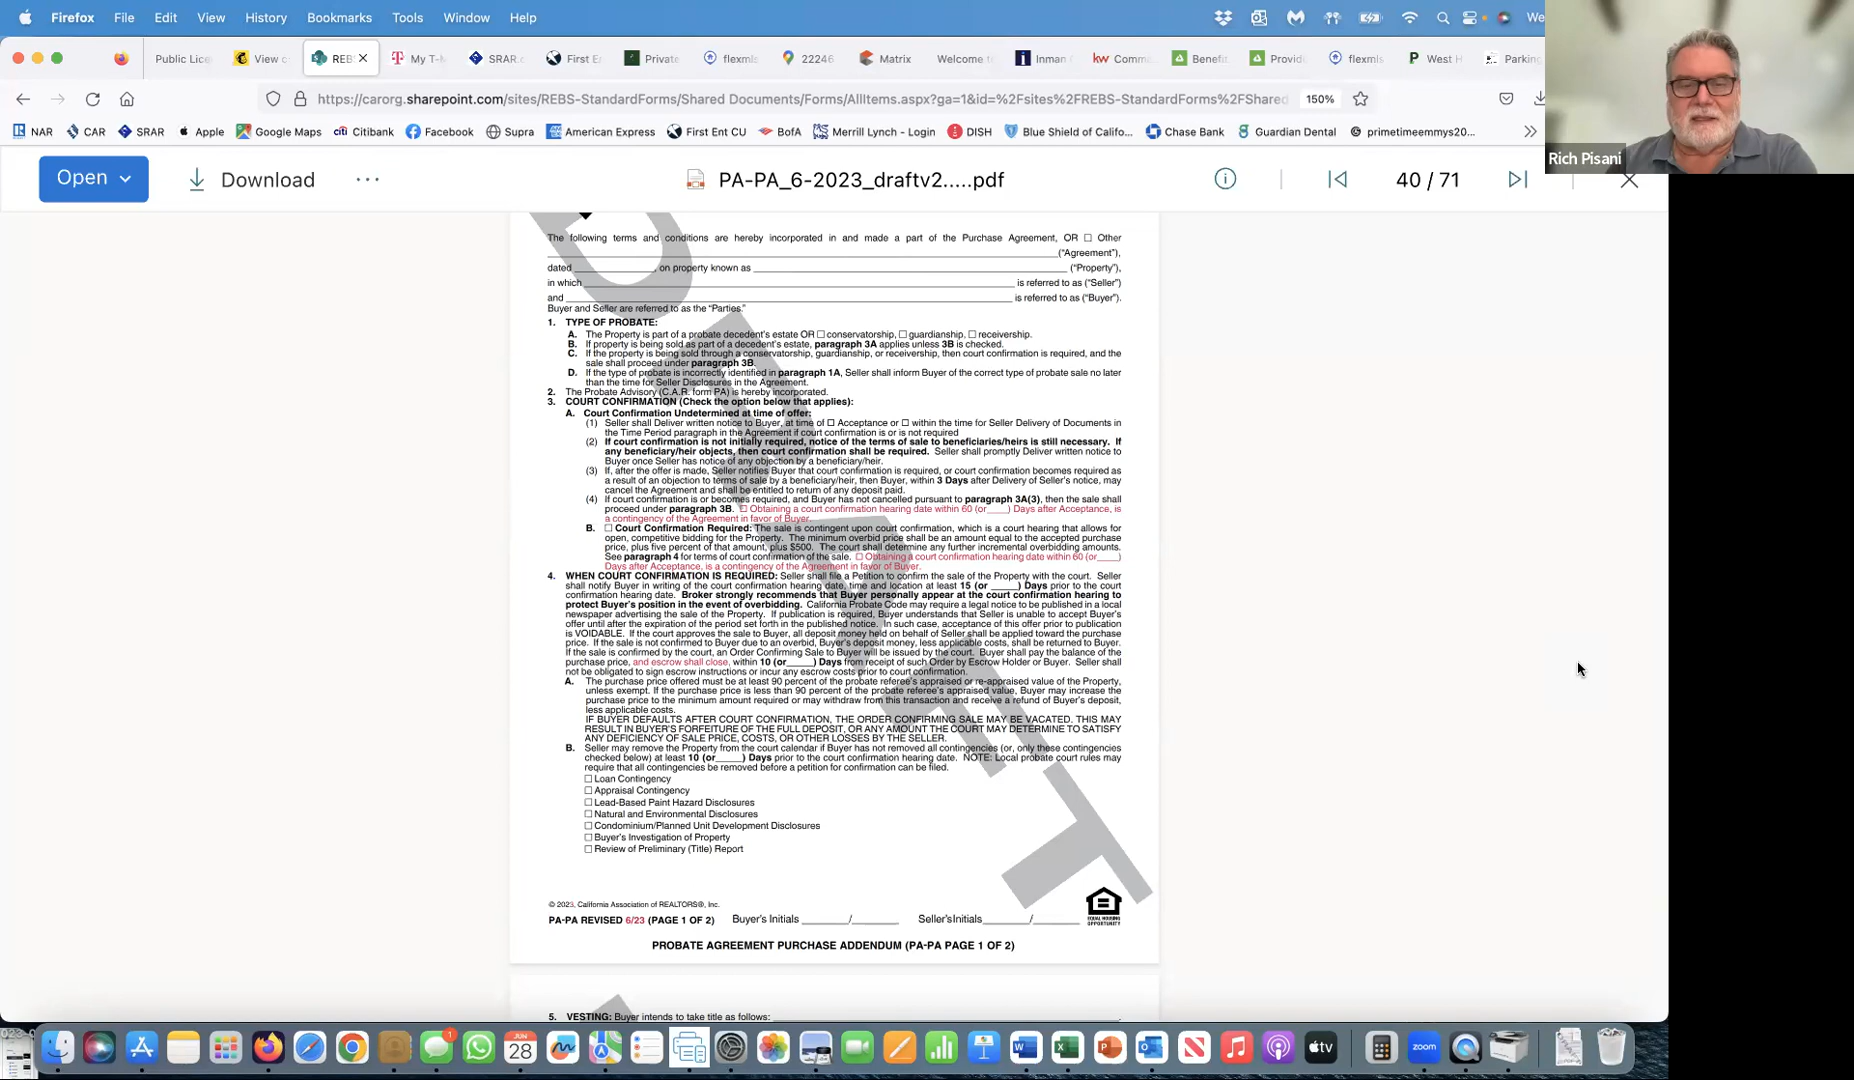 Firefox File Edit View History Bookmarks Tools Window Help We
Public Lice View c REBS My T-M SRAR.c First E Private flexmls 22246 Matrix Welcome to Inman kw Comma Benefit Provid flexmls West H Parking
https://carorg.sharepoint.com/sites/REBS-StandardForms/Shared Documents/Forms/AllItems.aspx?ga=1&id=%2Fsites%2FREBS-StandardForms%2FShared 150%
NAR CAR SRAR Apple Google Maps citi Citibank Facebook Supra American Express First Ent CU BofA Merrill Lynch - Login DISH Blue Shield of Califo... Chase Bank Guardian Dental primetimeemmys20...
Rich Pisani
Open Download ... PA-PA_6-2023_draftv2.....pdf 40 / 71
DRAFT
The following terms and conditions are hereby incorporated in and made a part of the Purchase Agreement, OR ☐ Other
("Agreement"),
dated ____________, on property known as ____________ ("Property"),
in which ____________ is referred to as ("Seller")
and ____________ is referred to as ("Buyer").
Buyer and Seller are referred to as the "Parties."
1. TYPE OF PROBATE:
A. The Property is part of a probate decedent's estate OR ☐ conservatorship, ☐ guardianship, ☐ receivership.
B. If property is being sold as part of a decedent's estate, paragraph 3A applies unless 3B is checked.
C. If the property is being sold through a conservatorship, guardianship, or receivership, then court confirmation is required, and the
sale shall proceed under paragraph 3B.
D. If the type of probate is incorrectly identified in paragraph 1A, Seller shall inform Buyer of the correct type of probate sale no later
than the time for Seller Disclosures in the Agreement.
2. The Probate Advisory (C.A.R. form PA) is hereby incorporated.
3. COURT CONFIRMATION (Check the option below that applies):
A. Court Confirmation Undetermined at time of offer:
(1) Seller shall Deliver written notice to Buyer, at time of ☐ Acceptance or ☐ within the time for Seller Delivery of Documents in
the Time Period paragraph in the Agreement if court confirmation is or is not required
(2) If court confirmation is not initially required, notice of the terms of sale to beneficiaries/heirs is still necessary. If
any beneficiary/heir objects, then court confirmation shall be required. Seller shall promptly Deliver written notice to
Buyer once Seller has notice of any objection by a beneficiary/heir.
(3) If, after the offer is made, Seller notifies Buyer that court confirmation is required, or court confirmation becomes required as
a result of an objection to terms of sale by a beneficiary/heir, then Buyer, within 3 Days after Delivery of Seller's notice, may
cancel the Agreement and shall be entitled to return of any deposit paid.
(4) If court confirmation is or becomes required, and Buyer has not cancelled pursuant to paragraph 3A(3), then the sale shall
proceed under paragraph 3B. ☐ Obtaining a court confirmation hearing date within 60 (or____) Days after Acceptance, is
a contingency of the Agreement in favor of Buyer.
B. ☐ Court Confirmation Required: The sale is contingent upon court confirmation, which is a court hearing that allows for
open, competitive bidding for the Property. The minimum overbid price shall be an amount equal to the accepted purchase
price, plus five percent of that amount, plus $500. The court shall determine any further incremental overbidding amounts.
See paragraph 4 for terms of court confirmation of the sale. ☐ Obtaining a court confirmation hearing date within 60 (or____)
Days after Acceptance, is a contingency of the Agreement in favor of Buyer.
4. WHEN COURT CONFIRMATION IS REQUIRED: Seller shall file a Petition to confirm the sale of the Property with the court. Seller
shall notify Buyer in writing of the court confirmation hearing date, time and location at least 15 (or _____) Days prior to the court
confirmation hearing date. Broker strongly recommends that Buyer personally appear at the court confirmation hearing to
protect Buyer's position in the event of overbidding. California Probate Code may require a legal notice to be published in a local
newspaper advertising the sale of the Property. If publication is required, Buyer understands that Seller is unable to accept Buyer's
offer until after the expiration of the period set forth in the published notice. In such case, acceptance of this offer prior to publication
is VOIDABLE. If the court approves the sale to Buyer, all deposit money held on behalf of Seller shall be applied toward the purchase
price. If the sale is not confirmed to Buyer due to an overbid, Buyer's deposit money, less applicable costs, shall be returned to Buyer.
If the sale is confirmed by the court, an Order Confirming Sale to Buyer will be issued by the court. Buyer shall pay the balance of the
purchase price, and escrow shall close, within 10 (or_____) Days from receipt of such Order by Escrow Holder or Buyer. Seller shall
not be obligated to sign escrow instructions or incur any escrow costs prior to court confirmation.
A. The purchase price offered must be at least 90 percent of the probate referee's appraised or re-appraised value of the Property,
unless exempt. If the purchase price is less than 90 percent of the probate referee's appraised value, Buyer may increase the
purchase price to the minimum amount required or may withdraw from this transaction and receive a refund of Buyer's deposit,
less applicable costs.
IF BUYER DEFAULTS AFTER COURT CONFIRMATION, THE ORDER CONFIRMING SALE MAY BE VACATED. THIS MAY
RESULT IN BUYER'S FORFEITURE OF THE FULL DEPOSIT, OR ANY AMOUNT THE COURT MAY DETERMINE TO SATISFY
ANY DEFICIENCY OF SALE PRICE, COSTS, OR OTHER LOSSES BY THE SELLER.
B. Seller may remove the Property from the court calendar if Buyer has not removed all contingencies (or, only these contingencies
checked below) at least 10 (or_____) Days prior to the court confirmation hearing date. NOTE: Local probate court rules may
require that all contingencies be removed before a petition for confirmation can be filed.
☐ Loan Contingency
☐ Appraisal Contingency
☐ Lead-Based Paint Hazard Disclosures
☐ Natural and Environmental Disclosures
☐ Condominium/Planned Unit Development Disclosures
☐ Buyer's Investigation of Property
☐ Review of Preliminary (Title) Report
© 2023, California Association of REALTORS®, Inc.
PA-PA REVISED 6/23 (PAGE 1 OF 2) Buyer's Initials ________/________ Seller'sInitials________/________
EQUAL HOUSING
OPPORTUNITY
PROBATE AGREEMENT PURCHASE ADDENDUM (PA-PA PAGE 1 OF 2)
5. VESTING: Buyer intends to take title as follows:
JUN
28
1
tv
zoom